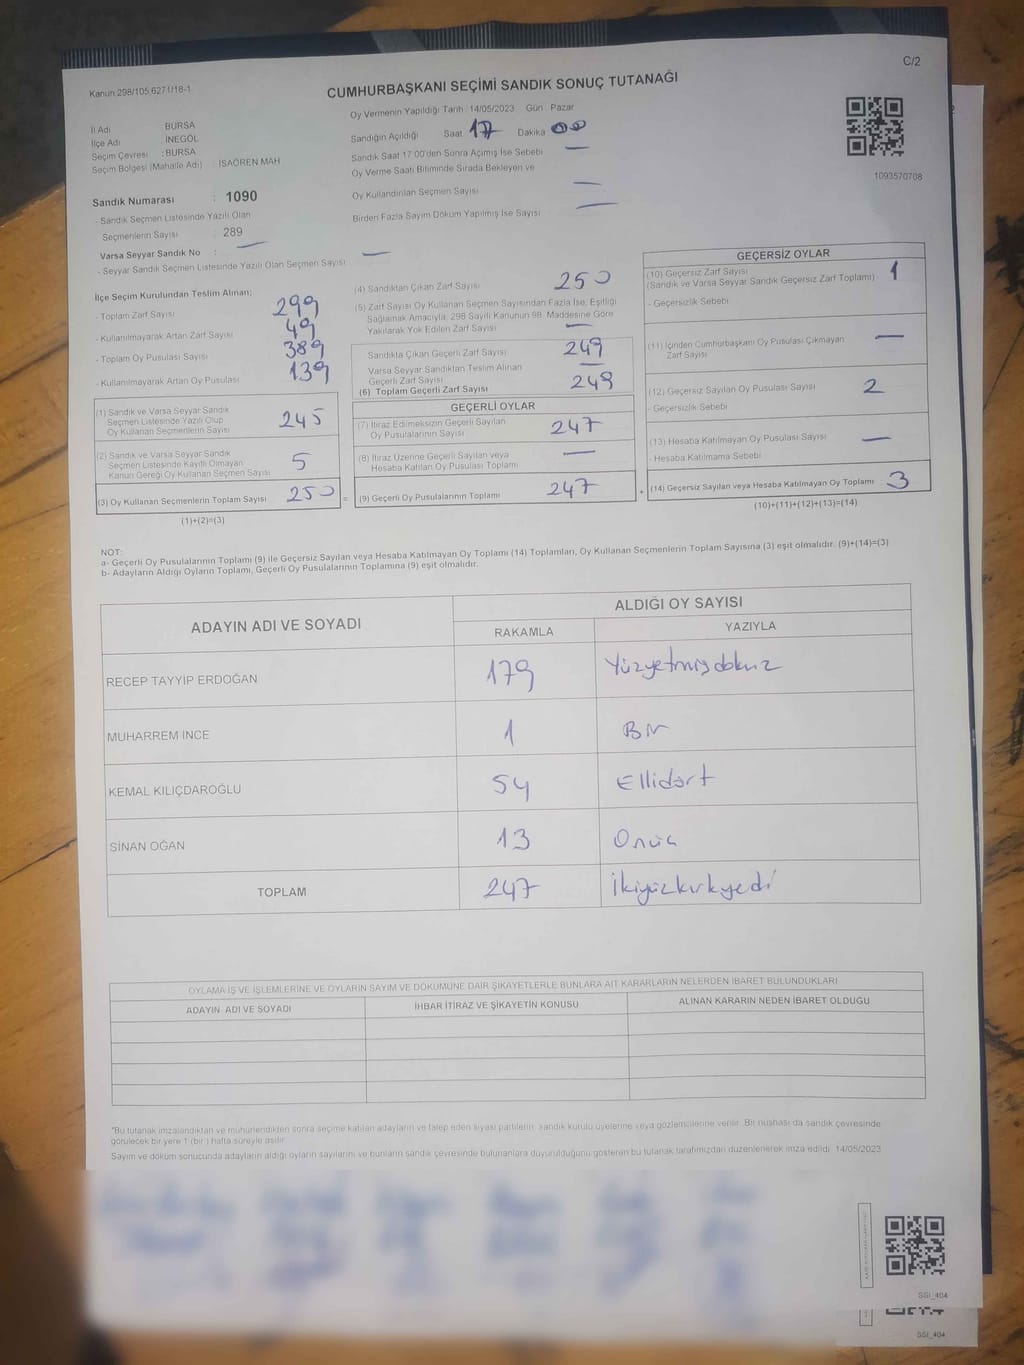 C/2
Kanun:298/105,6271/18-1
CUMHURBAŞKANI SEÇİMİ SANDIK SONUÇ TUTANAĞI
Oy Vermenin Yapıldığı Tarih :14/05/2023 Gün : Pazar
İl Adı BURSA
İlçe Adı İNEGÖL
Seçim Çevresi : BURSA
Seçim Bölgesi (Mahalle Adı) : İSAÖREN MAH
Sandığın Açıldığı Saat 17 Dakika 00
Sandık Saat 17:00'den Sonra Açımış İse Sebebi —
Oy Verme Saati Bitiminde Sırada Bekleyen ve
Oy Kullandırılan Seçmen Sayısı —
Birden Fazla Sayım Döküm Yapılmış İse Sayısı —
1093570708
Sandık Numarası : 1090
- Sandık Seçmen Listesinde Yazılı Olan
Seçmenlerin Sayısı : 289
Varsa Seyyar Sandık No : —
- Seyyar Sandık Seçmen Listesinde Yazılı Olan Seçmen Sayısı: —
İlçe Seçim Kurulundan Teslim Alınan;
- Toplam Zarf Sayısı 299
- Kullanılmayarak Artan Zarf Sayısı 49
- Toplam Oy Pusulası Sayısı 389
- Kullanılmayarak Artan Oy Pusulası 139
(1) Sandık ve Varsa Seyyar Sandık
Seçmen Listesinde Yazılı Olup
Oy Kullanan Seçmenlerin Sayısı 245
(2) Sandık ve Varsa Seyyar Sandık
Seçmen Listesinde Kayıtlı Olmayan
Kanun Gereği Oy Kullanan Seçmen Sayısı 5
(3) Oy Kullanan Seçmenlerin Toplam Sayısı 250 =
(1)+(2)=(3)
(4) Sandıktan Çıkan Zarf Sayısı 250
(5) Zarf Sayısı Oy Kullanan Seçmen Sayısından Fazla İse, Eşitliği
Sağlamak Amacıyla, 298 Sayılı Kanunun 98. Maddesine Göre
Yakılarak Yok Edilen Zarf Sayısı —
Sandıkta Çıkan Geçerli Zarf Sayısı 249
Varsa Seyyar Sandıktan Teslim Alınan
Geçerli Zarf Sayısı —
(6) Toplam Geçerli Zarf Sayısı 249
GEÇERLİ OYLAR
(7) İtiraz Edilmeksizin Geçerli Sayılan
Oy Pusulalarının Sayısı 247
(8) İtiraz Üzerine Geçerli Sayılan veya
Hesaba Katılan Oy Pusulası Toplamı —
(9) Geçerli Oy Pusulalarının Toplamı 247 +
GEÇERSİZ OYLAR
(10) Geçersiz Zarf Sayısı
(Sandık ve Varsa Seyyar Sandık Geçersiz Zarf Toplamı) 1
- Geçersizlik Sebebi
(11) İçinden Cumhurbaşkanı Oy Pusulası Çıkmayan
Zarf Sayısı —
(12) Geçersiz Sayılan Oy Pusulası Sayısı 2
- Geçersizlik Sebebi
(13) Hesaba Katılmayan Oy Pusulası Sayısı —
- Hesaba Katılmama Sebebi
(14) Geçersiz Sayılan veya Hesaba Katılmayan Oy Toplamı 3
(10)+(11)+(12)+(13)=(14)
NOT:
a- Geçerli Oy Pusulalarının Toplamı (9) ile Geçersiz Sayılan veya Hesaba Katılmayan Oy Toplamı (14) Toplamları, Oy Kullanan Seçmenlerin Toplam Sayısına (3) eşit olmalıdır. (9)+(14)=(3)
b- Adayların Aldığı Oyların Toplamı, Geçerli Oy Pusulalarının Toplamına (9) eşit olmalıdır.
ADAYIN ADI VE SOYADI
ALDIĞI OY SAYISI
RAKAMLA YAZIYLA
RECEP TAYYİP ERDOĞAN 179 Yüzyetmişdokuz
MUHARREM İNCE 1 Bir
KEMAL KILIÇDAROĞLU 54 Ellidört
SİNAN OĞAN 13 Onüç
TOPLAM 247 İkiyüzkırkyedi
OYLAMA İŞ VE İŞLEMLERİNE VE OYLARIN SAYIM VE DÖKÜMÜNE DAİR ŞİKAYETLERLE BUNLARA AİT KARARLARIN NELERDEN İBARET BULUNDUKLARI
ADAYIN ADI VE SOYADI İHBAR İTİRAZ VE ŞİKAYETİN KONUSU ALINAN KARARIN NEDEN İBARET OLDUĞU
"Bu tutanak imzalandıktan ve mühürlendikten sonra seçime katılan adayların ve talep eden siyasi partilerin sandık kurulu üyelerine veya gözlemcilerine verilir. Bir nüshası da sandık çevresinde
görülecek bir yere 1 (bir ) hafta süreyle asılır.
Sayım ve döküm sonucunda adayların aldığı oyların sayılarını ve bunların sandık çevresinde bulunanlara duyurulduğunu gösteren bu tutanak tarafımızdan düzenlenerek imza edildi. 14/05/2023
SSI_404
SSI_404